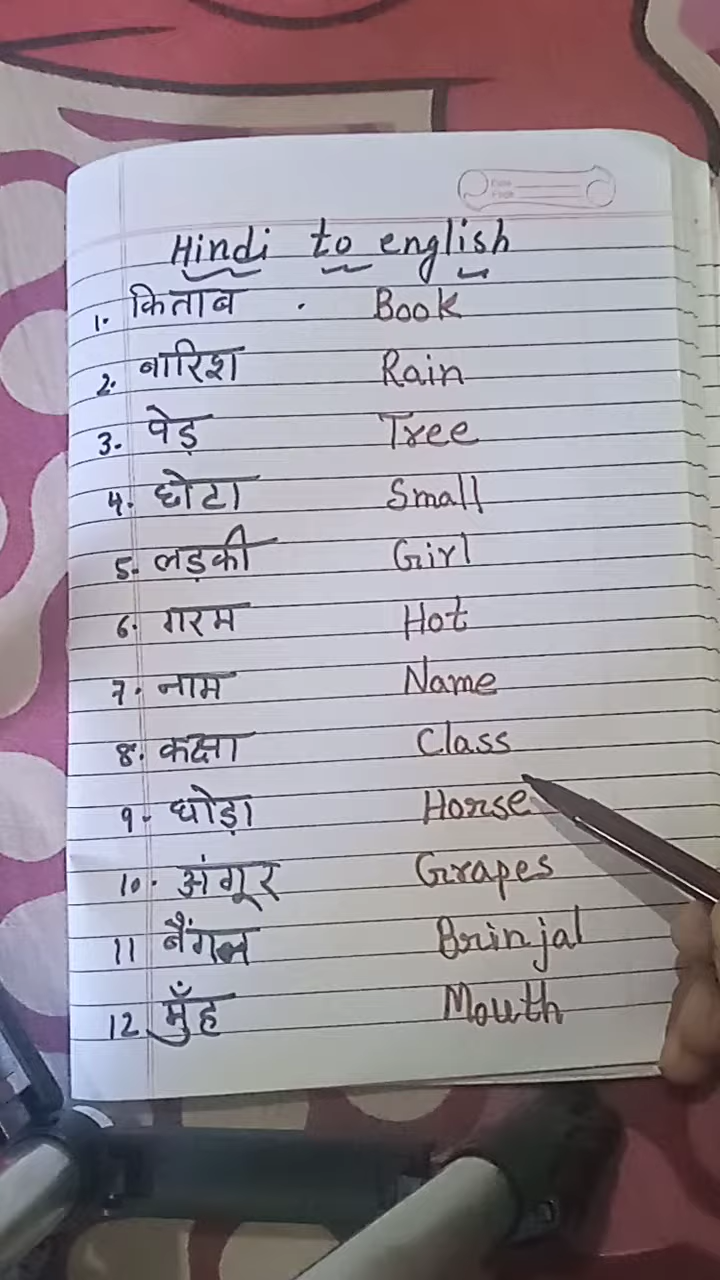 Hindi to english
1. किताब . Book
2. बारिश Rain
3. पेड़ Tree
4. छोटा Small
5. लड़की Girl
6. गरम Hot
7. नाम Name
8. कक्षा Class
9. घोड़ा Horse
10. अंगूर Grapes
11 बैंगन Brinjal
12 मुँह Mouth